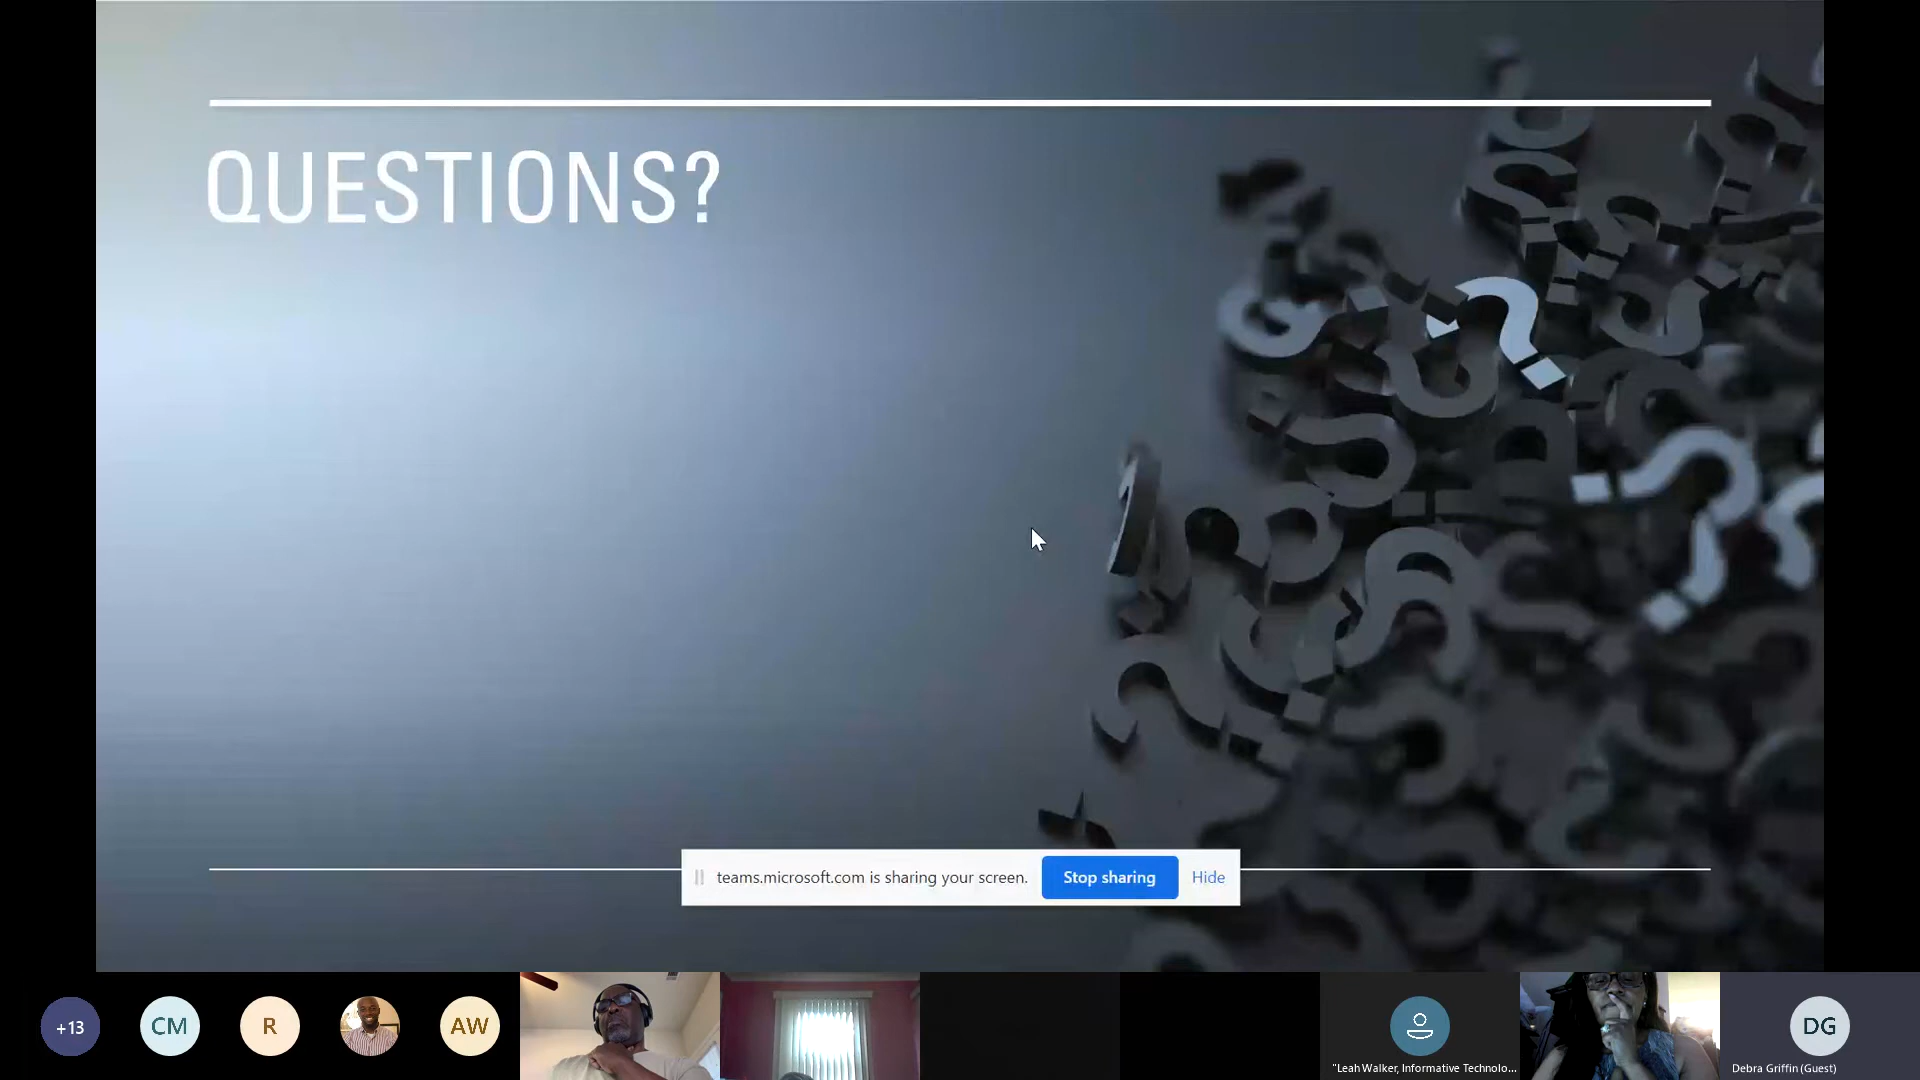 QUESTIONS?
teams.microsoft.com is sharing your screen. Stop sharing Hide
+13 CM R AW DG
"Leah Walker, Informative Technolo... Debra Griffin (Guest)